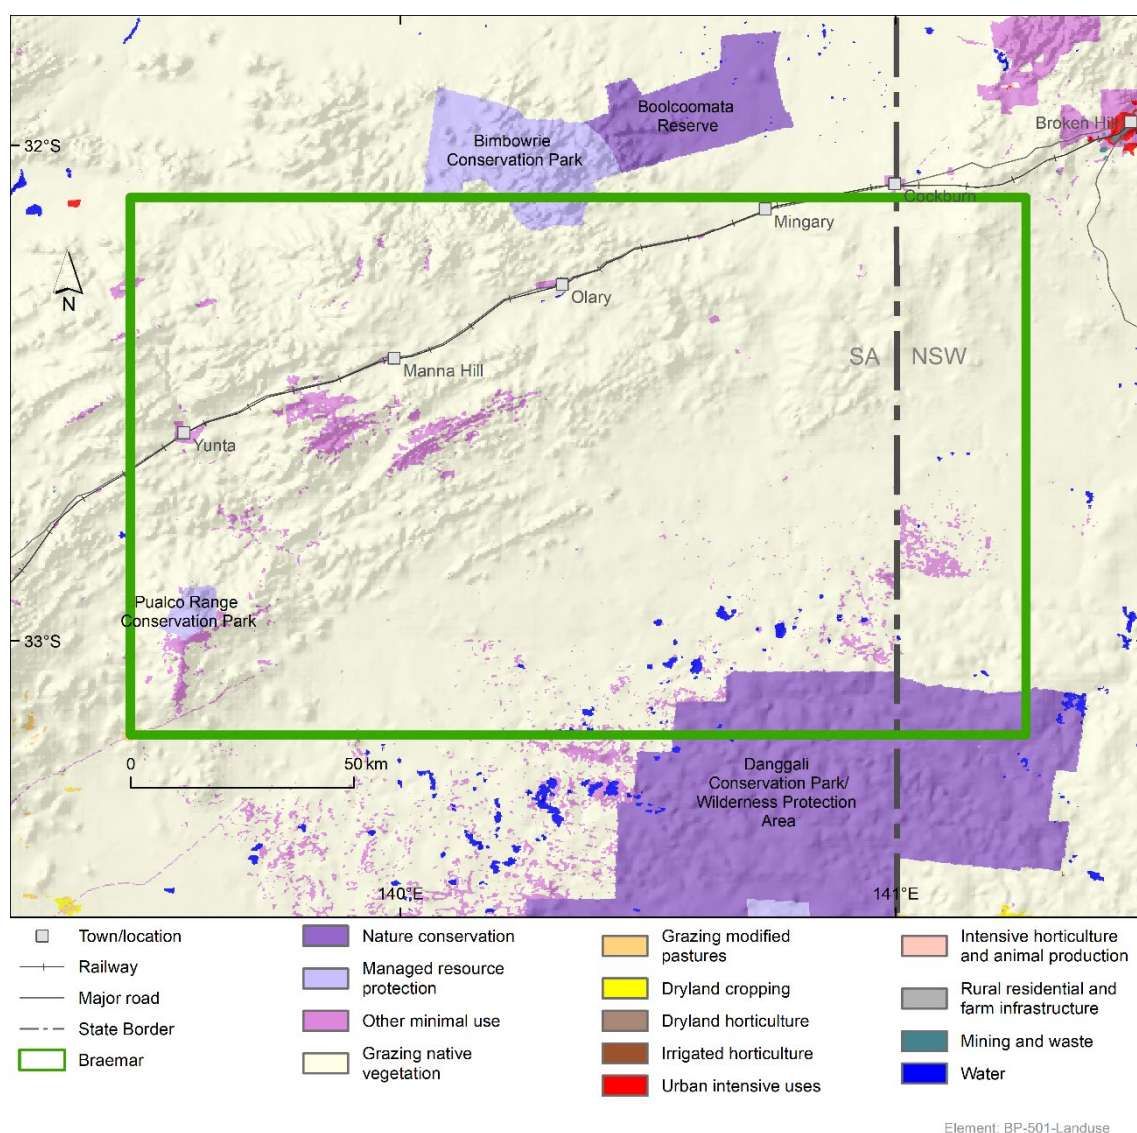 Boolcoomata
Reserve
Broken Hill
Bimbowrie
Conservation Park
32°S
Cockburn
Mingary
N
Olary
SA
NSW
Manna Hill
Yunta
Pualco Range
Conservation Park
33°S
0
50 km
Danggali
Conservation Park/
Wilderness Protection
Area
140°E
141°E
Town/location
Railway
Major road
State Border
Braemar
Nature conservation
Managed resource
protection
Other minimal use
Grazing native
vegetation
Grazing modified
pastures
Dryland cropping
Dryland horticulture
Irrigated horticulture
Urban intensive uses
Intensive horticulture
and animal production
Rural residential and
farm infrastructure
Mining and waste
Water
Element: BP-501-Landuse